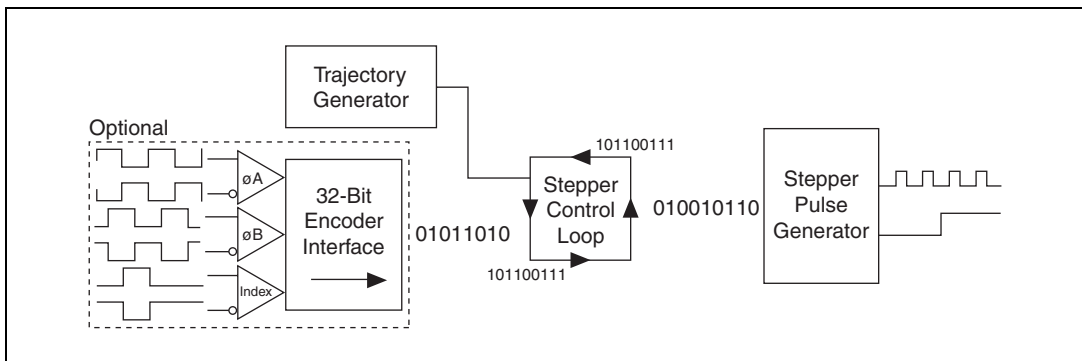 Trajectory
Generator
Optional
øA
øB
Index
32-Bit
Encoder
Interface
01011010
101100111
Stepper
Control
Loop
101100111
010010110
Stepper
Pulse
Generator